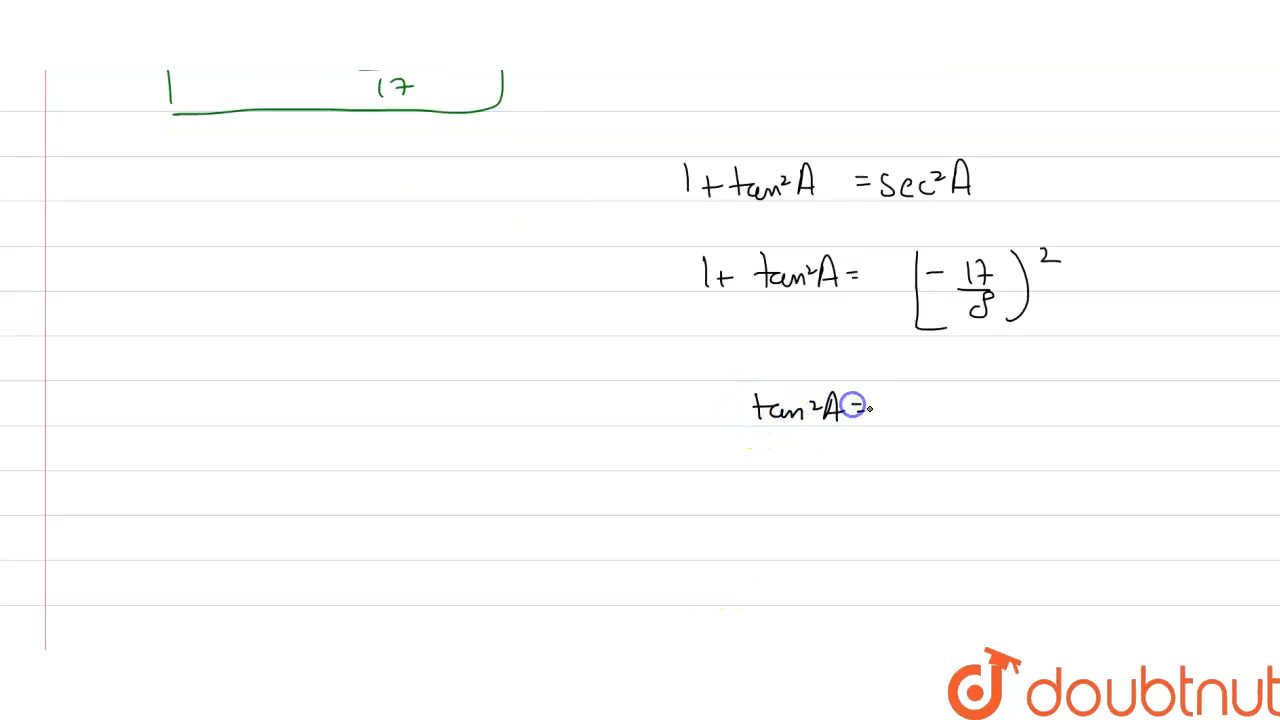 17
1 + tan²A = sec²A
1 + tan²A = [- 17/8)²
tan²A =
doubtnut